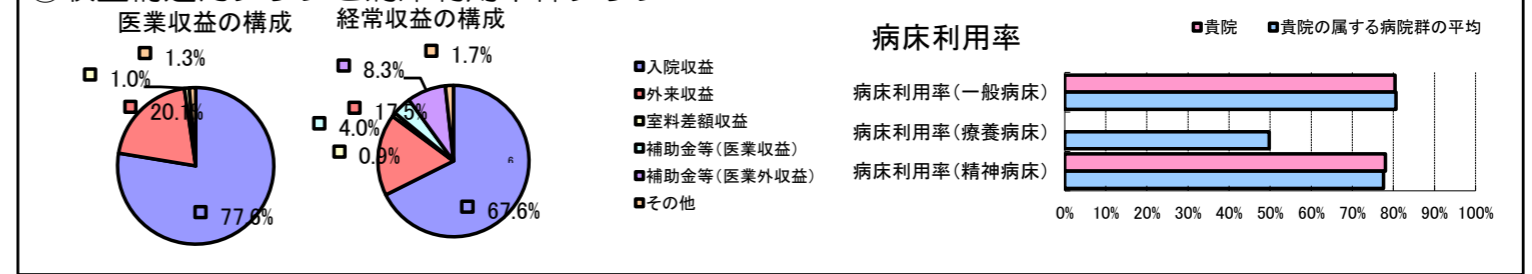 医業収益の構成
1.3%
1.0%
20.1%
77.6%
経常収益の構成
1.7%
8.3%
17.5%
4.0%
0.9%
6
67.6%
入院収益
外来収益
室料差額収益
補助金等(医業収益)
補助金等(医業外収益)
その他
病床利用率
貴院 貴院の属する病院群の平均
病床利用率(一般病床)
病床利用率(療養病床)
病床利用率(精神病床)
0% 10% 20% 30% 40% 50% 60% 70% 80% 90% 100%